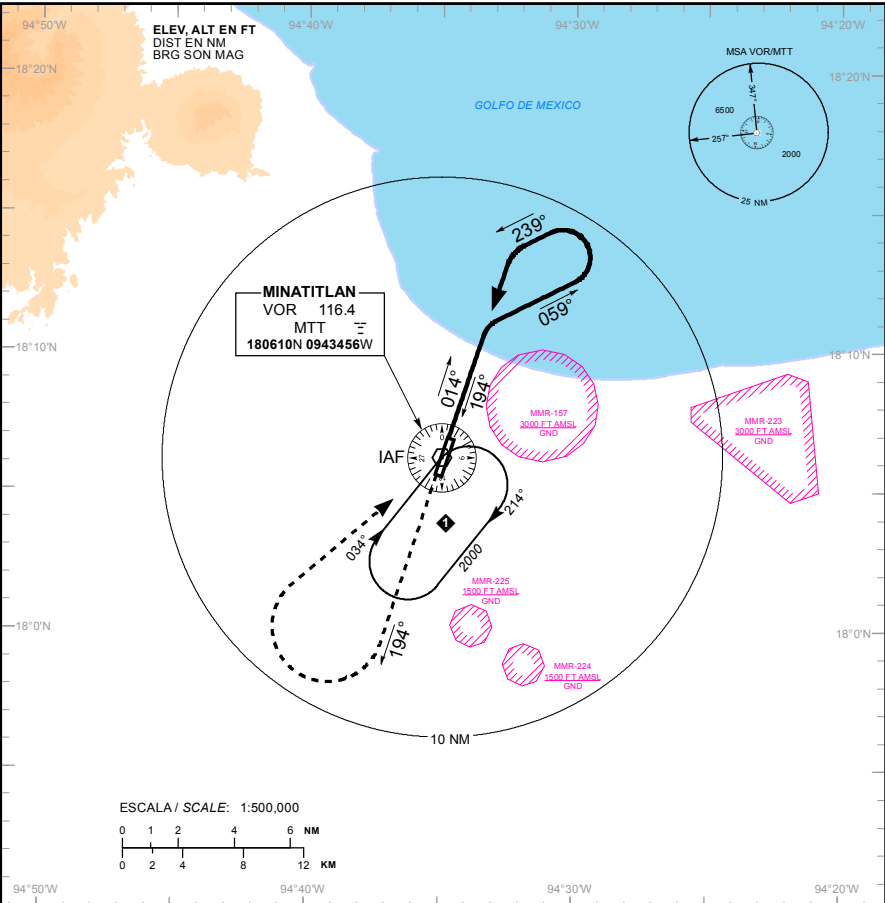 94°50'W
94°40'W
94°30'W
94°20'W
ELEV, ALT EN FT
DIST EN NM
BRG SON MAG
18°20'N
18°20'N
MSA VOR/MTT
347°
6500
257°
2000
25 NM
GOLFO DE MEXICO
239°
059°
MINATITLAN
VOR 116.4
MTT
180610N 0943456W
18°10'N
18°10'N
014°
194°
MMR-157
3000 FT AMSL
GND
MMR-223
3000 FT AMSL
GND
IAF
0
27
9
1
214°
034°
2000
MMR-225
1500 FT AMSL
GND
18°0'N
18°0'N
194°
MMR-224
1500 FT AMSL
GND
10 NM
ESCALA / SCALE: 1:500,000
0 1 2 4 6 NM
0 2 4 8 12 KM
94°50'W
94°40'W
94°30'W
94°20'W